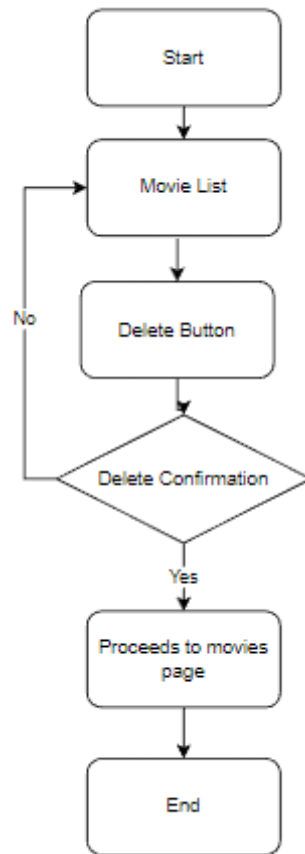 Start
Movie List
No
Delete Button
Delete Confirmation
Yes
Proceeds to movies
page
End